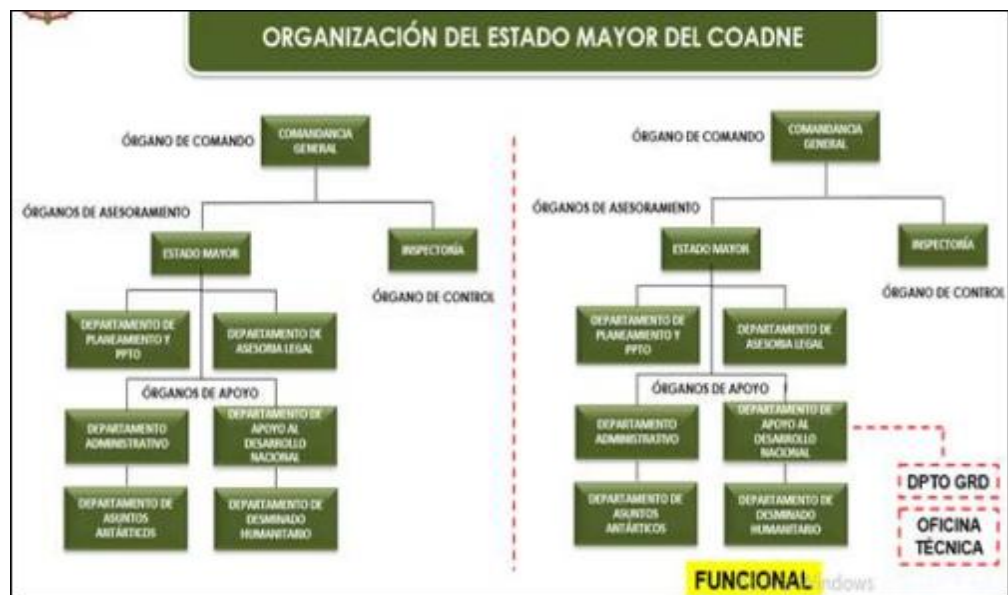 ORGANIZACIÓN DEL ESTADO MAYOR DEL COADNE
ÓRGANO DE COMANDO
COMANDANCIA
GENERAL
ÓRGANOS DE ASESORAMIENTO
ESTADO MAYOR
INSPECTORÍA
ÓRGANO DE CONTROL
DEPARTAMENTO DE
PLANEAMIENTO Y
PPTO
DEPARTAMENTO DE
ASESORIA LEGAL
ÓRGANOS DE APOYO
DEPARTAMENTO
ADMINISTRATIVO
DEPARTAMENTO DE
APOYO AL
DESARROLLO
NACIONAL
DEPARTAMENTO DE
ASUNTOS
ANTÁRTICOS
DEPARTAMENTO DE
DESMINADO
HUMANITARIO
ÓRGANO DE COMANDO
COMANDANCIA
GENERAL
ÓRGANOS DE ASESORAMIENTO
ESTADO MAYOR
INSPECTORÍA
ÓRGANO DE CONTROL
DEPARTAMENTO DE
PLANEAMIENTO Y
PPTO
DEPARTAMENTO DE
ASESORIA LEGAL
ÓRGANOS DE APOYO
DEPARTAMENTO
ADMINISTRATIVO
DEPARTAMENTO DE
APOYO AL
DESARROLLO
NACIONAL
DEPARTAMENTO DE
ASUNTOS
ANTÁRTICOS
DEPARTAMENTO DE
DESMINADO
HUMANITARIO
DPTO GRD
OFICINA
TÉCNICA
FUNCIONAL